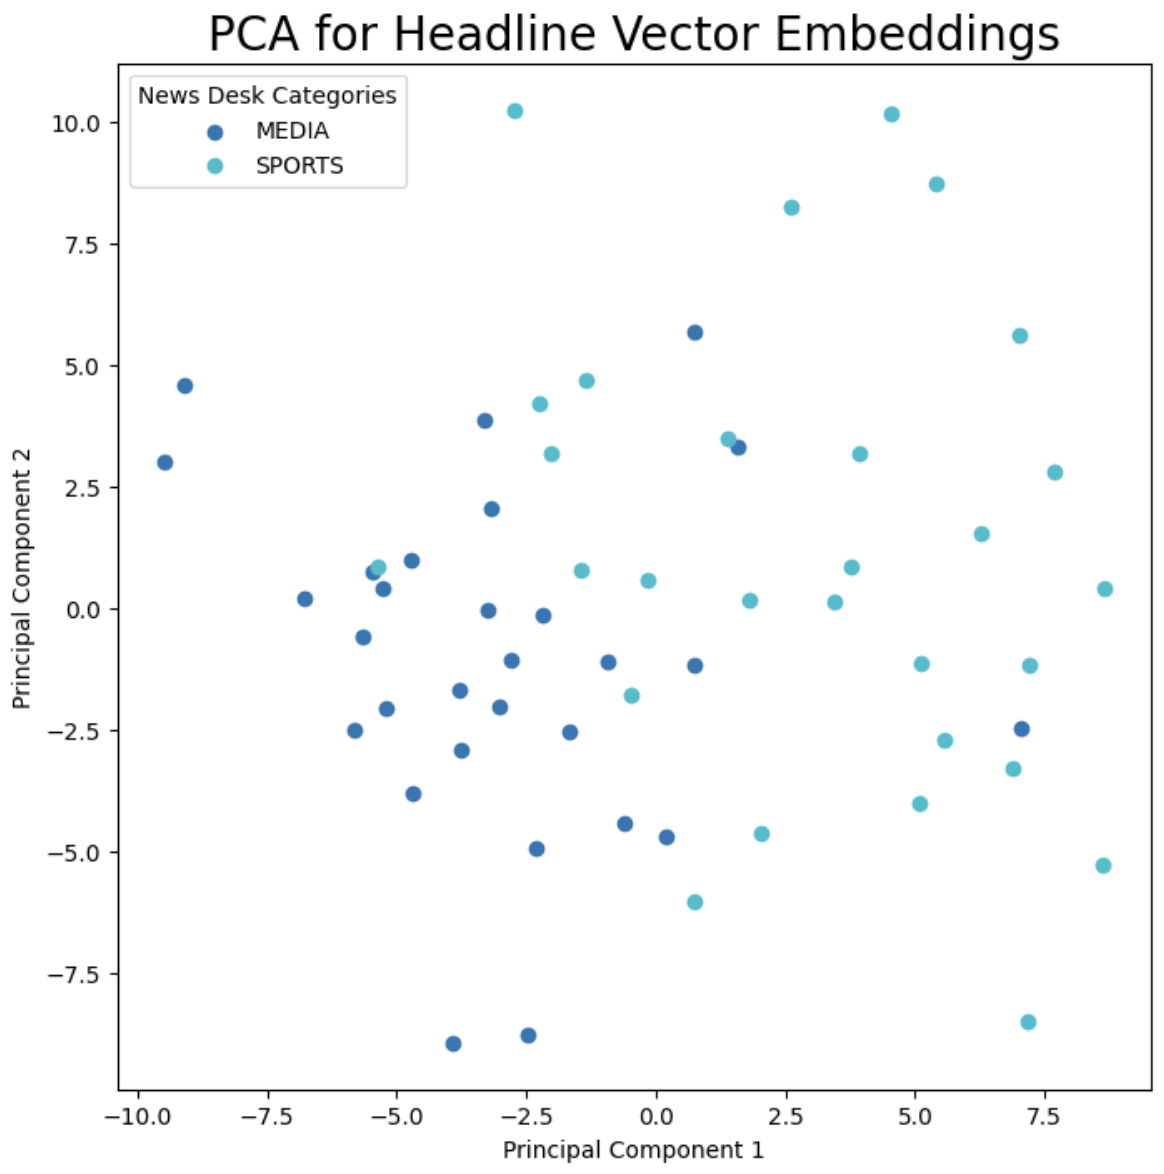 PCA for Headline Vector Embeddings
News Desk Categories
MEDIA
SPORTS
10.0
7.5
5.0
2.5
0.0
−2.5
−5.0
−7.5
Principal Component 2
−10.0 −7.5 −5.0 −2.5 0.0 2.5 5.0 7.5
Principal Component 1